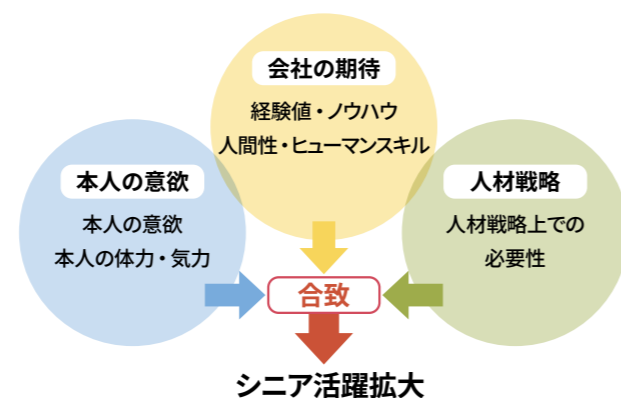 会社の期待
経験値・ノウハウ
人間性・ヒューマンスキル
本人の意欲
本人の意欲
本人の体力・気力
人材戦略
人材戦略上での
必要性
合致
シニア活躍拡大